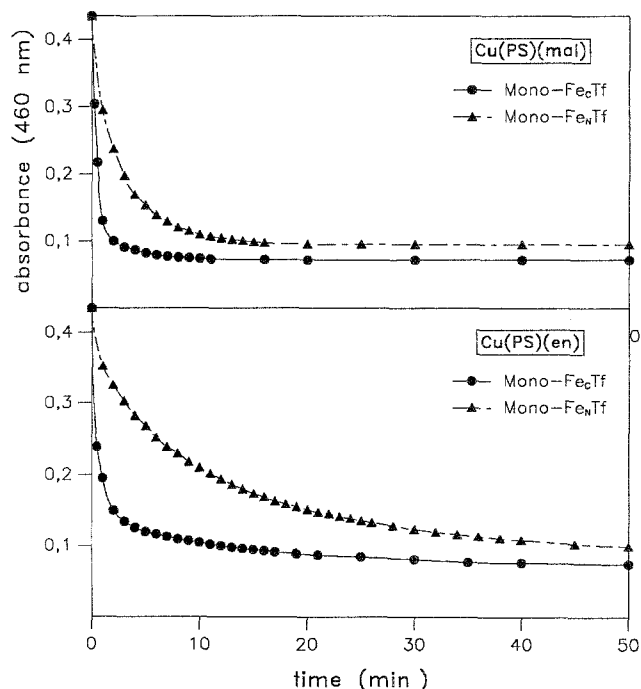 absorbance (460 nm)
0,4
0,3
0,2
0,1
Cu(PS)(mal)
Mono-FeCTf
Mono-FeNTf
0
0,4
0,3
0,2
0,1
Cu(PS)(en)
Mono-FeCTf
Mono-FeNTf
0 10 20 30 40 50
time (min)